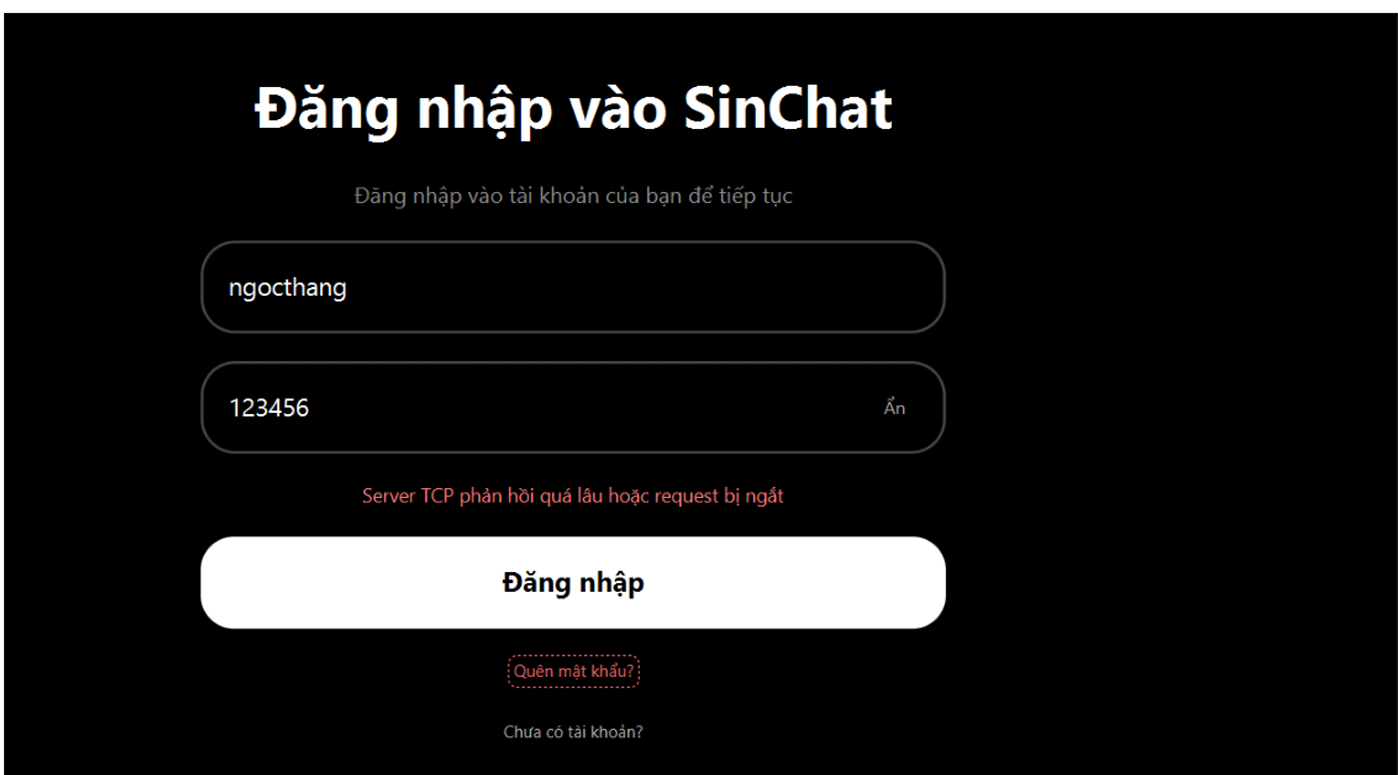 Đăng nhập vào SinChat
Đăng nhập vào tài khoản của bạn để tiếp tục
ngocthang
123456
Ẩn
Server TCP phản hồi quá lâu hoặc request bị ngắt
Đăng nhập
Quên mật khẩu?
Chưa có tài khoản?